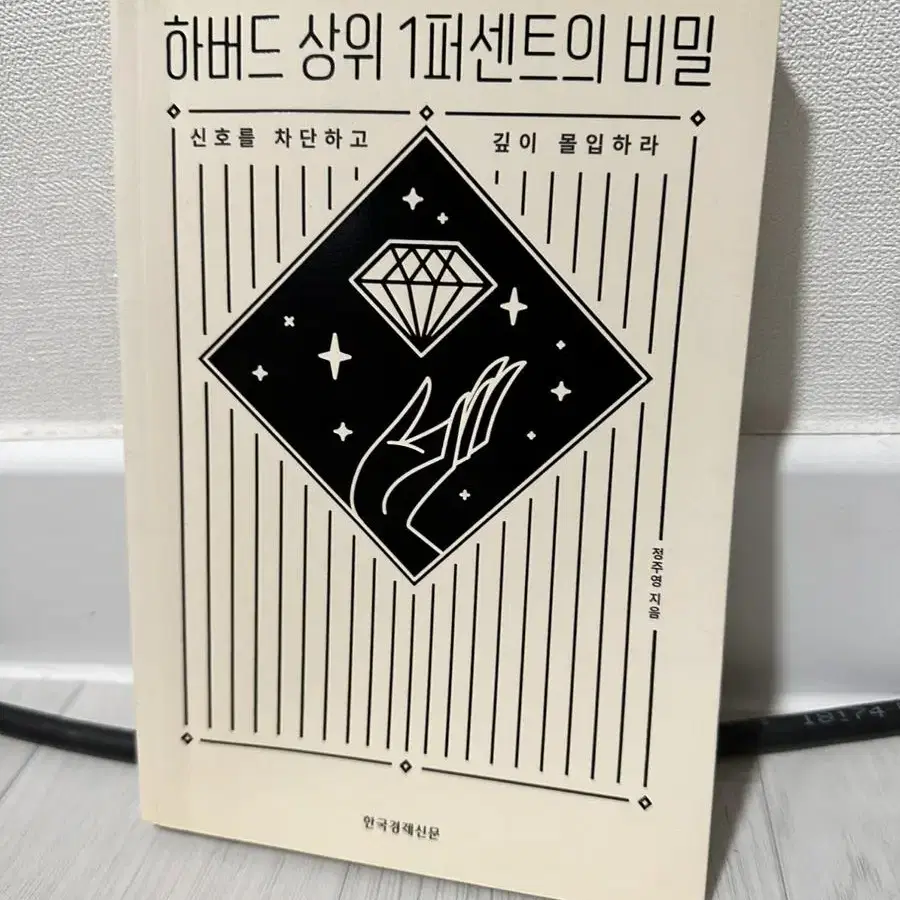 하버드 상위 1퍼센트의 비밀
신호를 차단하고 깊이 몰입하라
정주영 지음
한국경제신문
18174